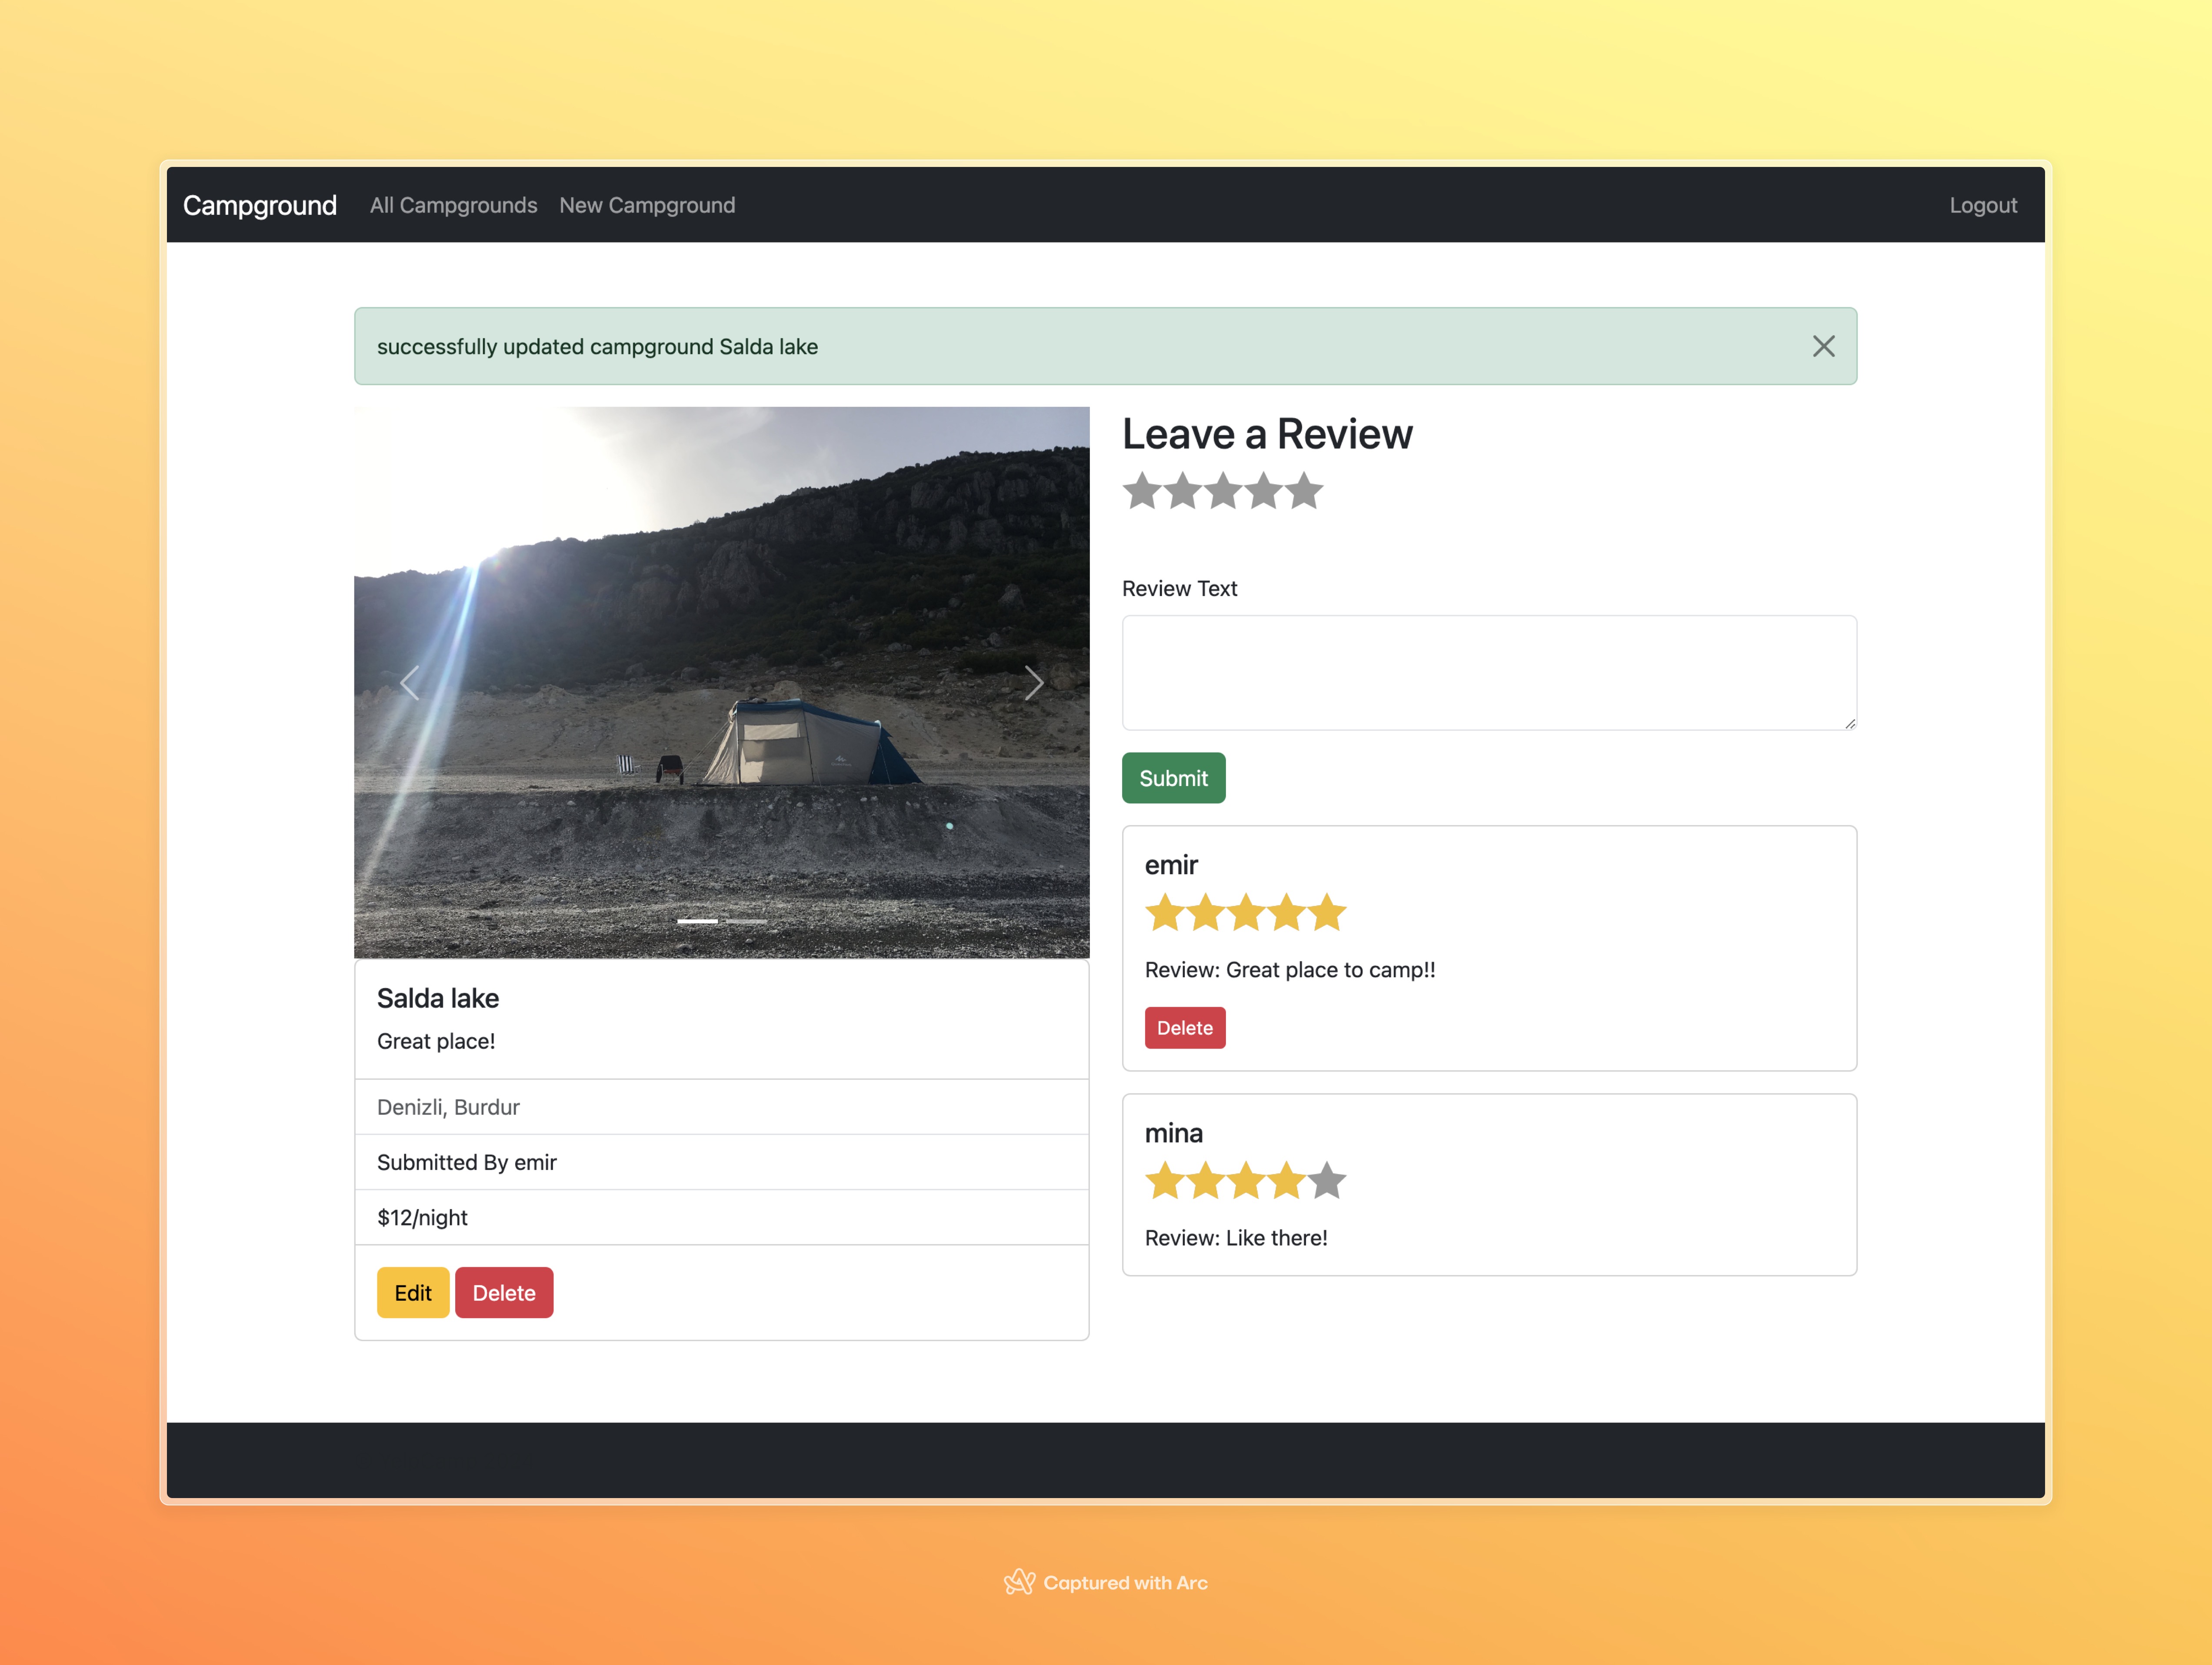 Campground All Campgrounds New Campground Logout
successfully updated campground Salda lake
Leave a Review
Review Text
Submit
emir
Review: Great place to camp!!
Delete
mina
Review: Like there!
Salda lake
Great place!
Denizli, Burdur
Submitted By emir
$12/night
Edit Delete
Captured with Arc